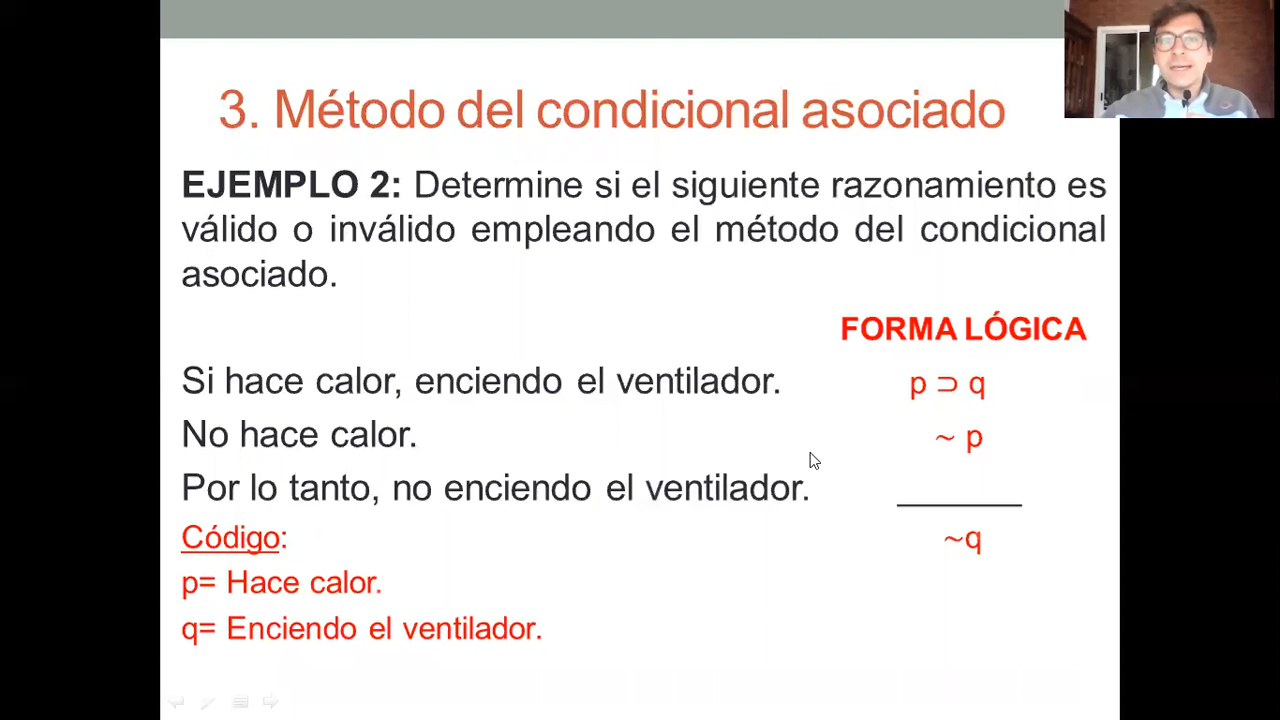 3. Método del condicional asociado
EJEMPLO 2: Determine si el siguiente razonamiento es
válido o inválido empleando el método del condicional
asociado.
FORMA LÓGICA
Si hace calor, enciendo el ventilador.
p ⊃ q
No hace calor.
~ p
Por lo tanto, no enciendo el ventilador.
~q
Código:
p= Hace calor.
q= Enciendo el ventilador.